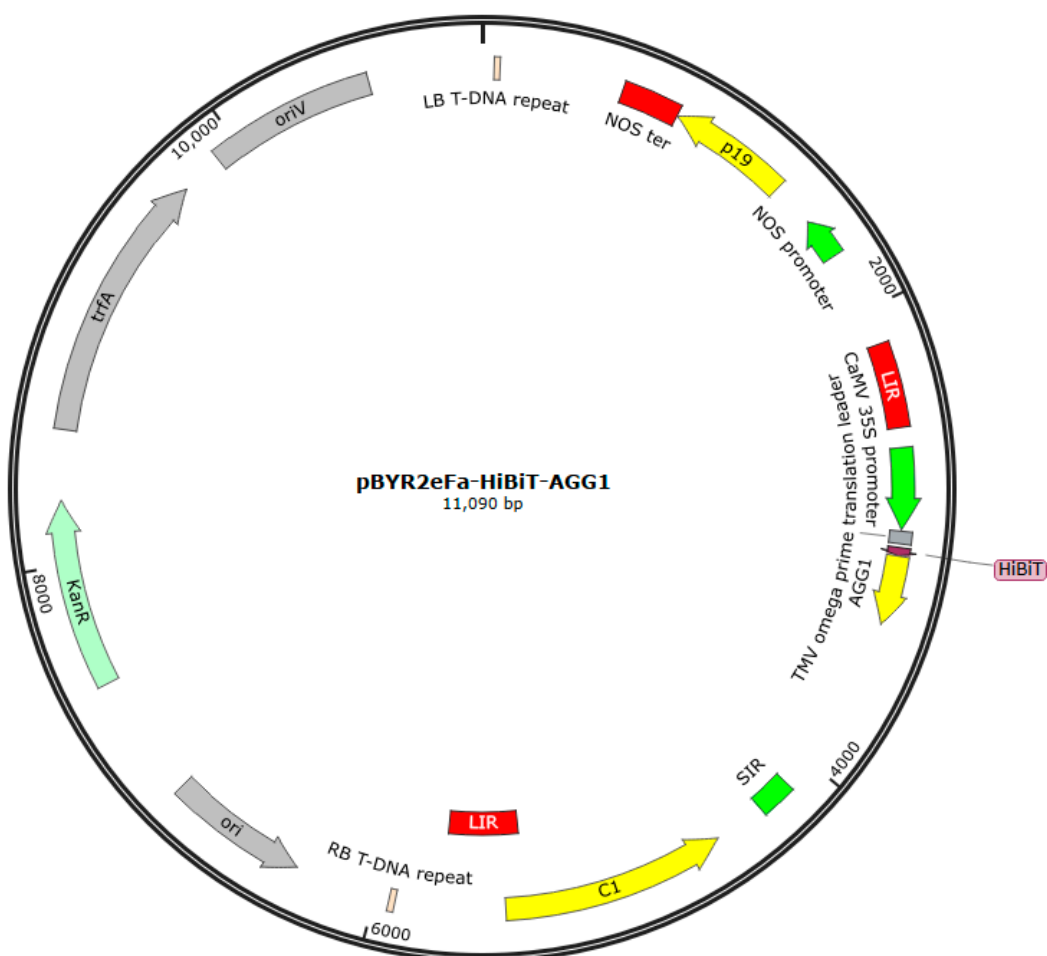 LB T-DNA repeat
NOS ter
p19
NOS promoter
2000
LIR
CaMV 35S promoter
TMV omega prime translation leader
HiBiT
AGG1
4000
SIR
C1
LIR
RB T-DNA repeat
6000
ori
KanR
8000
trfA
10,000
oriV
pBYR2eFa-HiBiT-AGG1
11,090 bp